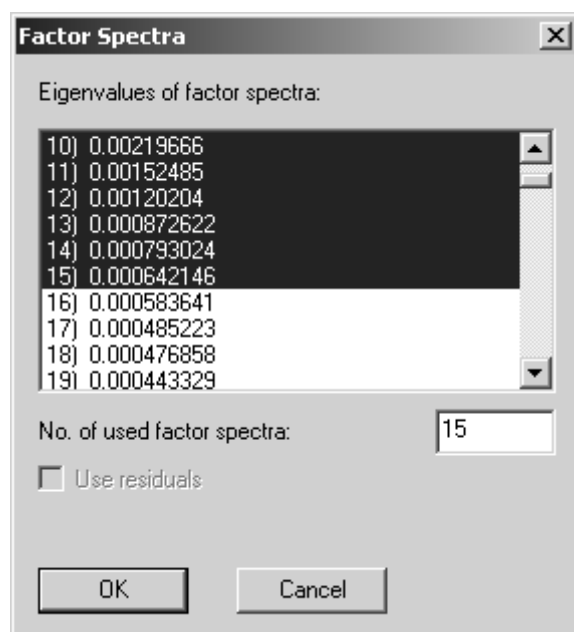 Factor Spectra
Eigenvalues of factor spectra:
10) 0.00219666
11) 0.00152485
12) 0.00120204
13) 0.000872622
14) 0.000793024
15) 0.000642146
16) 0.000583641
17) 0.000485223
18) 0.000476858
19) 0.000443329
No. of used factor spectra: 15
Use residuals
OK Cancel